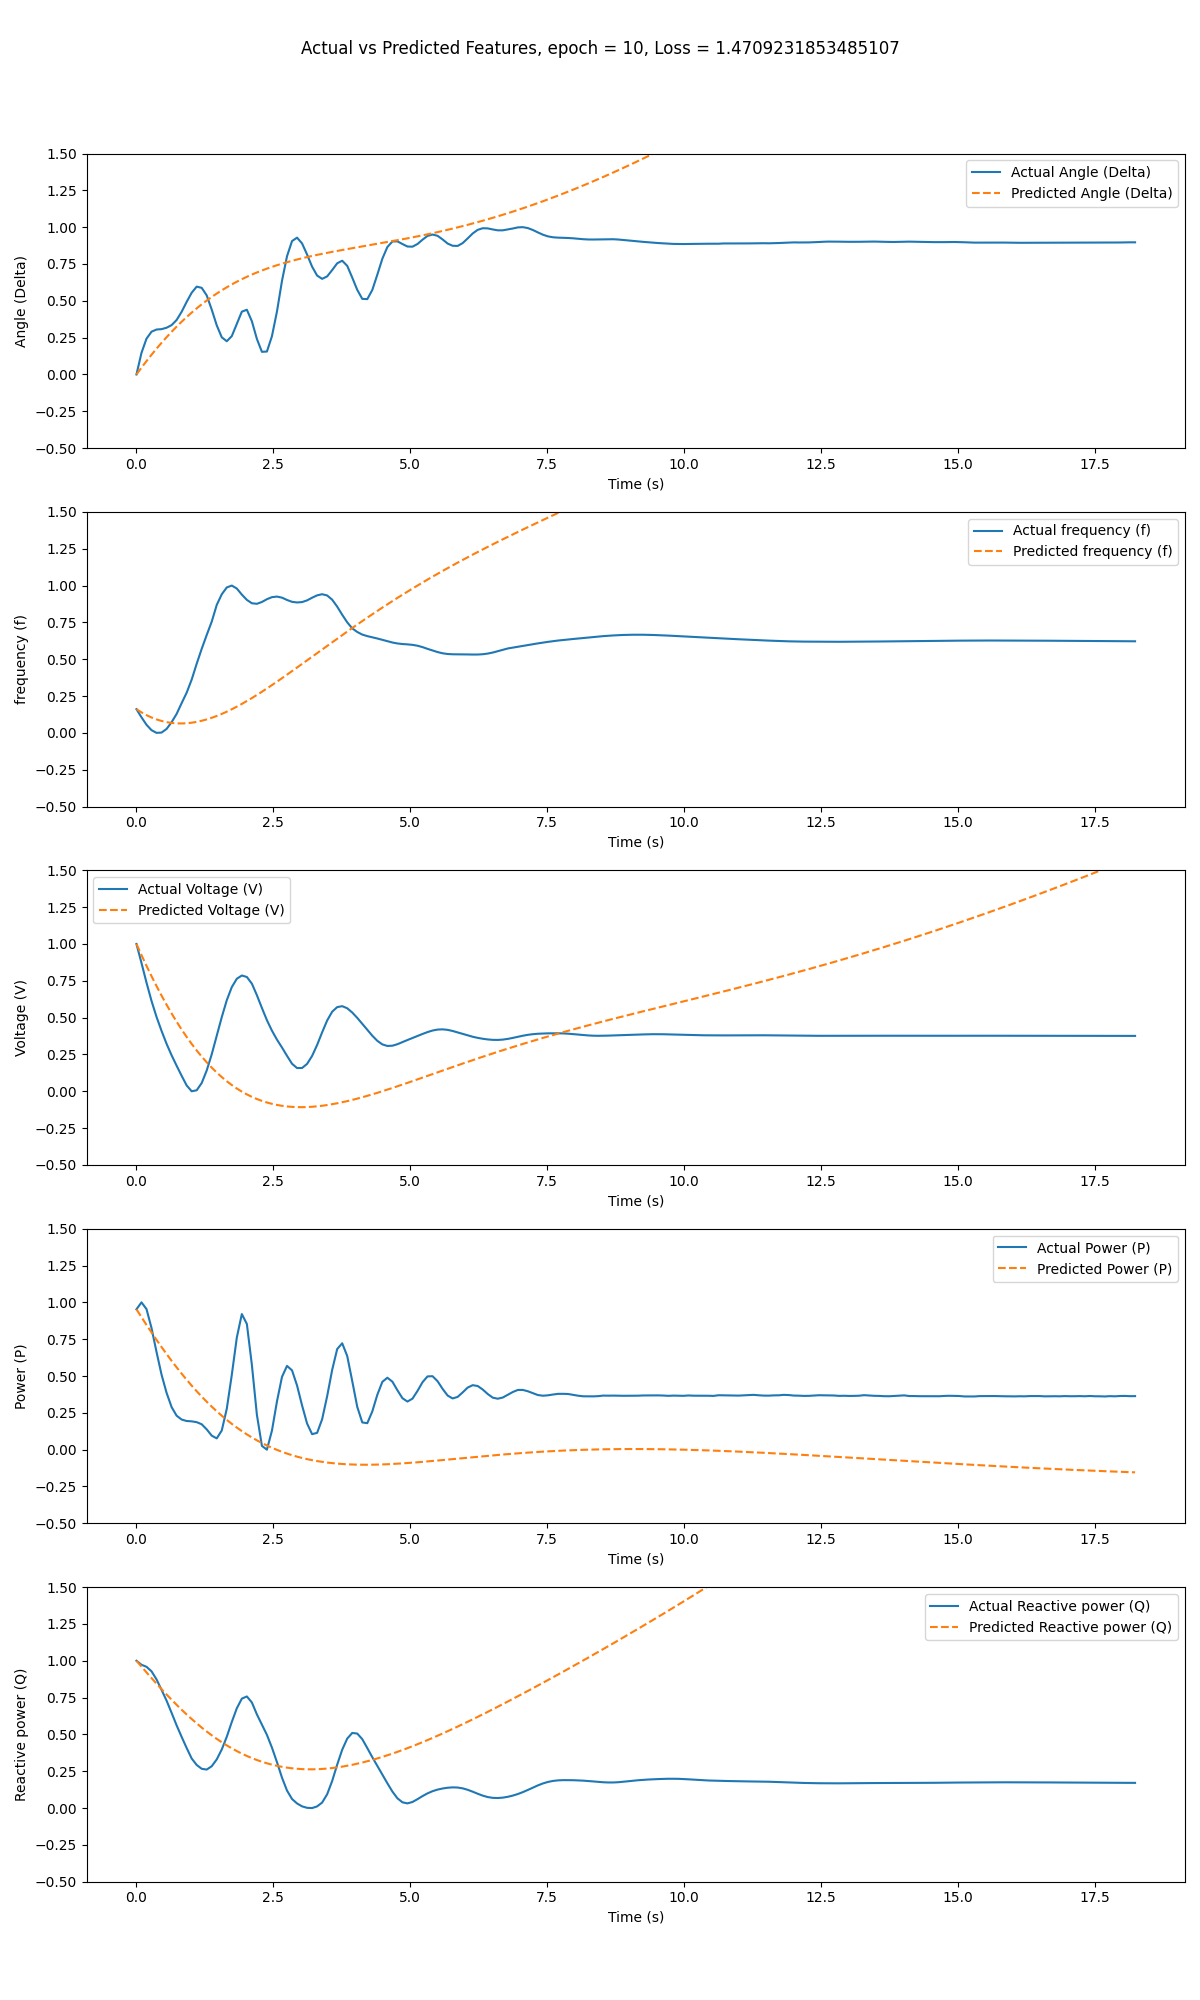 Actual vs Predicted Features, epoch = 10, Loss = 1.4709231853485107
1.50
1.25
1.00
0.75
0.50
0.25
0.00
−0.25
−0.50
Angle (Delta)
Actual Angle (Delta)
Predicted Angle (Delta)
0.0 2.5 5.0 7.5 10.0 12.5 15.0 17.5
Time (s)
1.50
1.25
1.00
0.75
0.50
0.25
0.00
−0.25
−0.50
frequency (f)
Actual frequency (f)
Predicted frequency (f)
0.0 2.5 5.0 7.5 10.0 12.5 15.0 17.5
Time (s)
1.50
1.25
1.00
0.75
0.50
0.25
0.00
−0.25
−0.50
Voltage (V)
Actual Voltage (V)
Predicted Voltage (V)
0.0 2.5 5.0 7.5 10.0 12.5 15.0 17.5
Time (s)
1.50
1.25
1.00
0.75
0.50
0.25
0.00
−0.25
−0.50
Power (P)
Actual Power (P)
Predicted Power (P)
0.0 2.5 5.0 7.5 10.0 12.5 15.0 17.5
Time (s)
1.50
1.25
1.00
0.75
0.50
0.25
0.00
−0.25
−0.50
Reactive power (Q)
Actual Reactive power (Q)
Predicted Reactive power (Q)
0.0 2.5 5.0 7.5 10.0 12.5 15.0 17.5
Time (s)